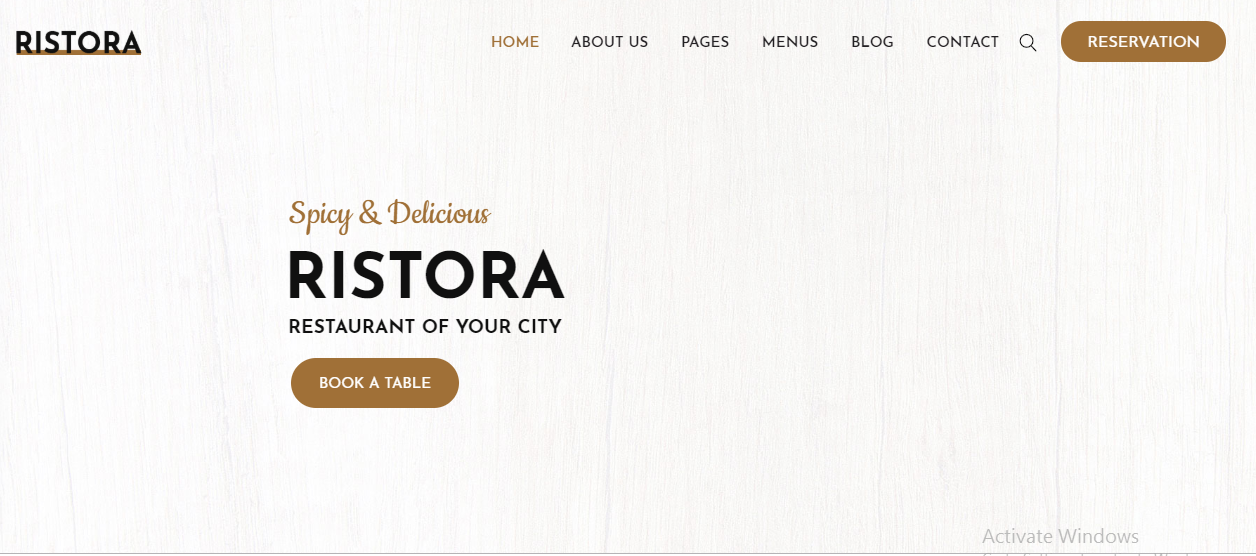 RISTORA
HOME ABOUT US PAGES MENUS BLOG CONTACT RESERVATION
Spicy & Delicious
RISTORA
RESTAURANT OF YOUR CITY
BOOK A TABLE
Activate Windows